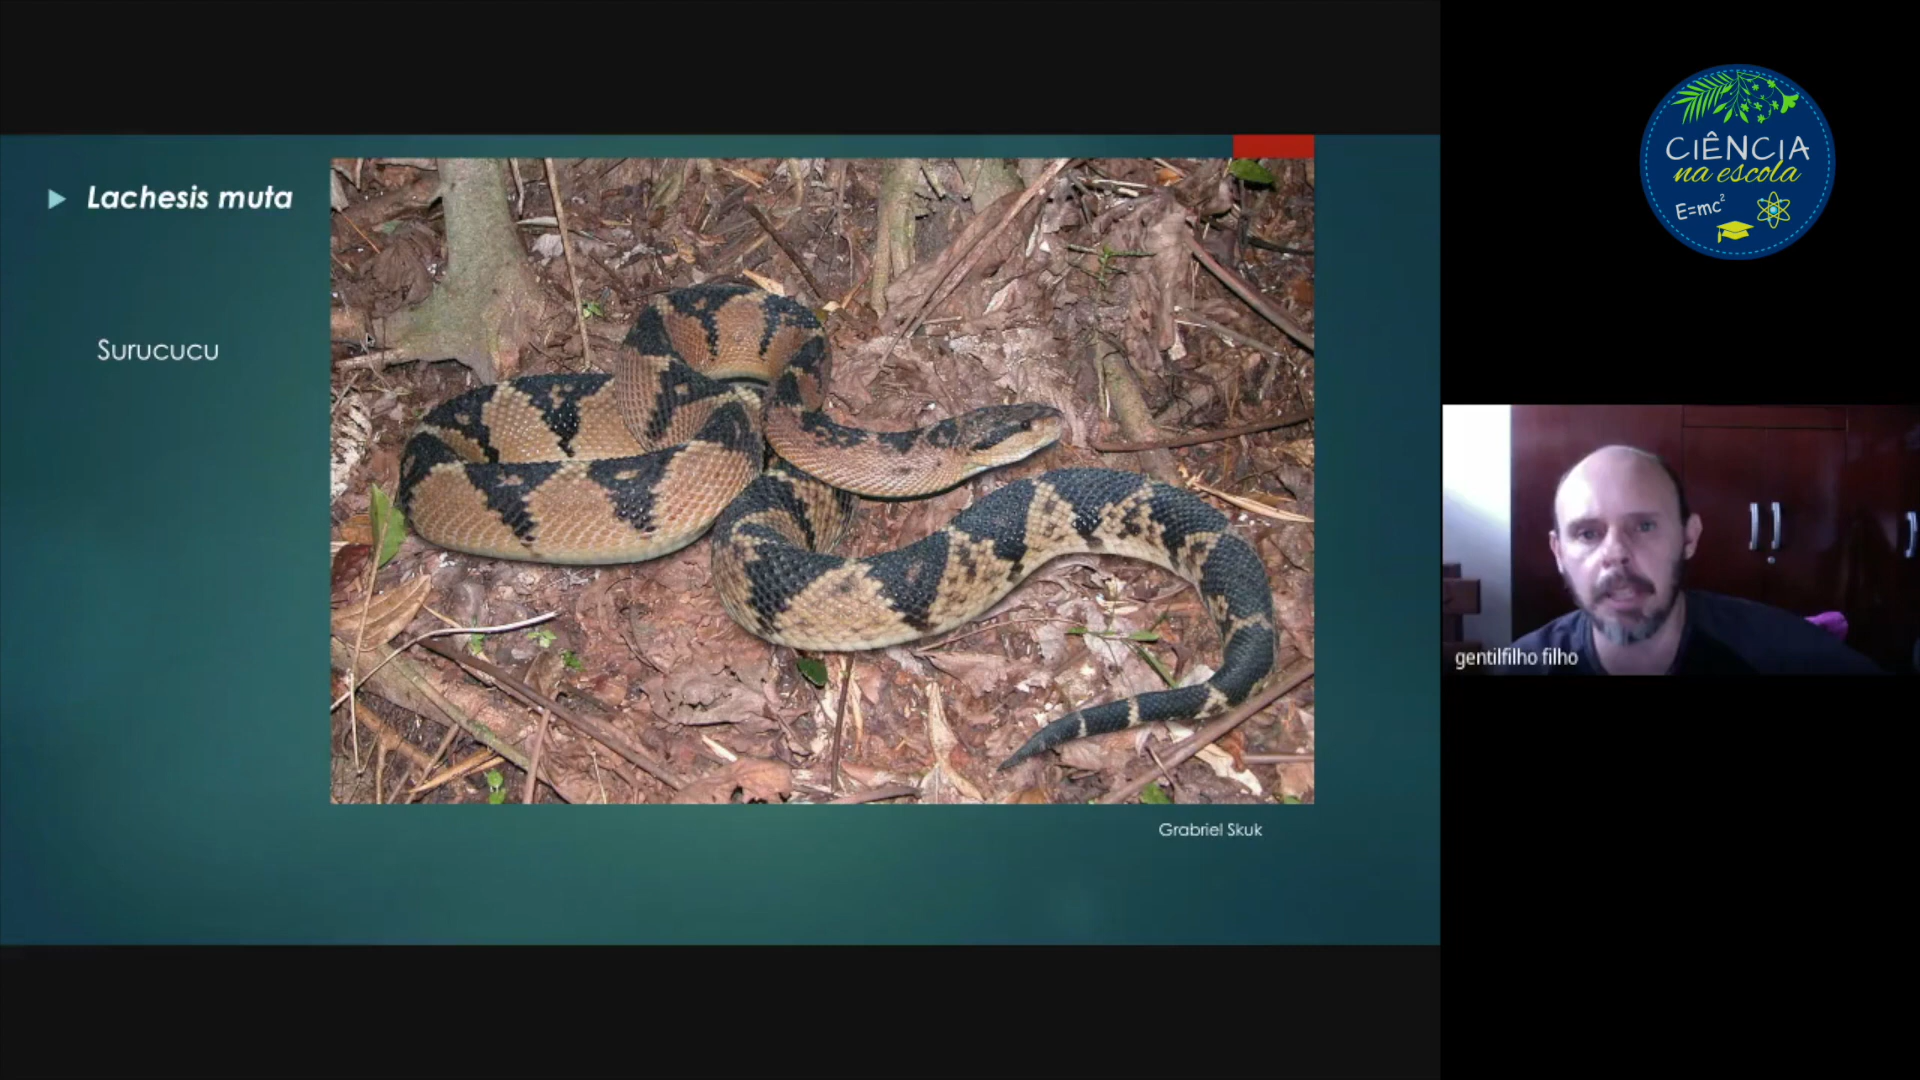 Lachesis muta
Surucucu
Grabriel Skuk
CIÊNCIA
na escola
E=mc²
gentilfilho filho